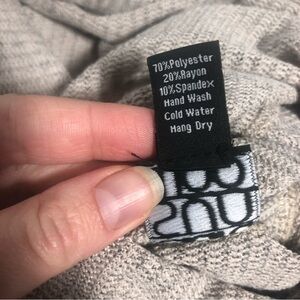 70%Polyester
20%Rayon
10%Spandex
Hand Wash
Cold Water
Hang Dry